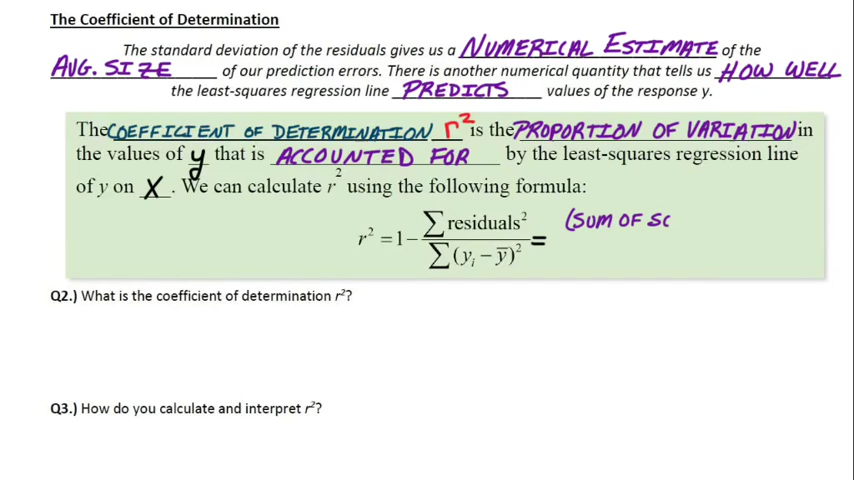 The Coefficient of Determination
The standard deviation of the residuals gives us a NUMERICAL ESTIMATE of the
AVG. SIZE of our prediction errors. There is another numerical quantity that tells us HOW WELL
the least-squares regression line PREDICTS values of the response y.
The COEFFICIENT OF DETERMINATION r² is the PROPORTION OF VARIATION in
the values of y that is ACCOUNTED FOR by the least-squares regression line
of y on X. We can calculate r² using the following formula:
r² = 1 - ∑ residuals² / ∑ (yᵢ - ȳ)² = (SUM OF SC
Q2.) What is the coefficient of determination r²?
Q3.) How do you calculate and interpret r²?